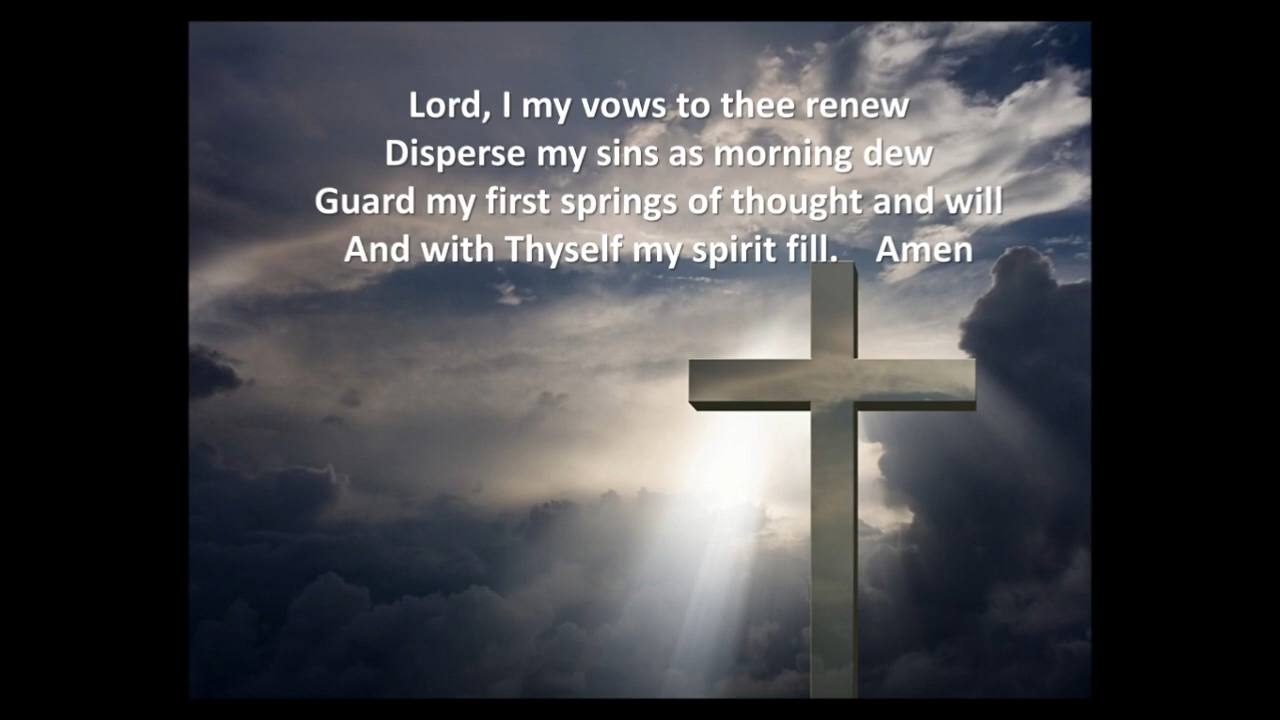 Lord, I my vows to thee renew
Disperse my sins as morning dew
Guard my first springs of thought and will
And with Thyself my spirit fill. Amen